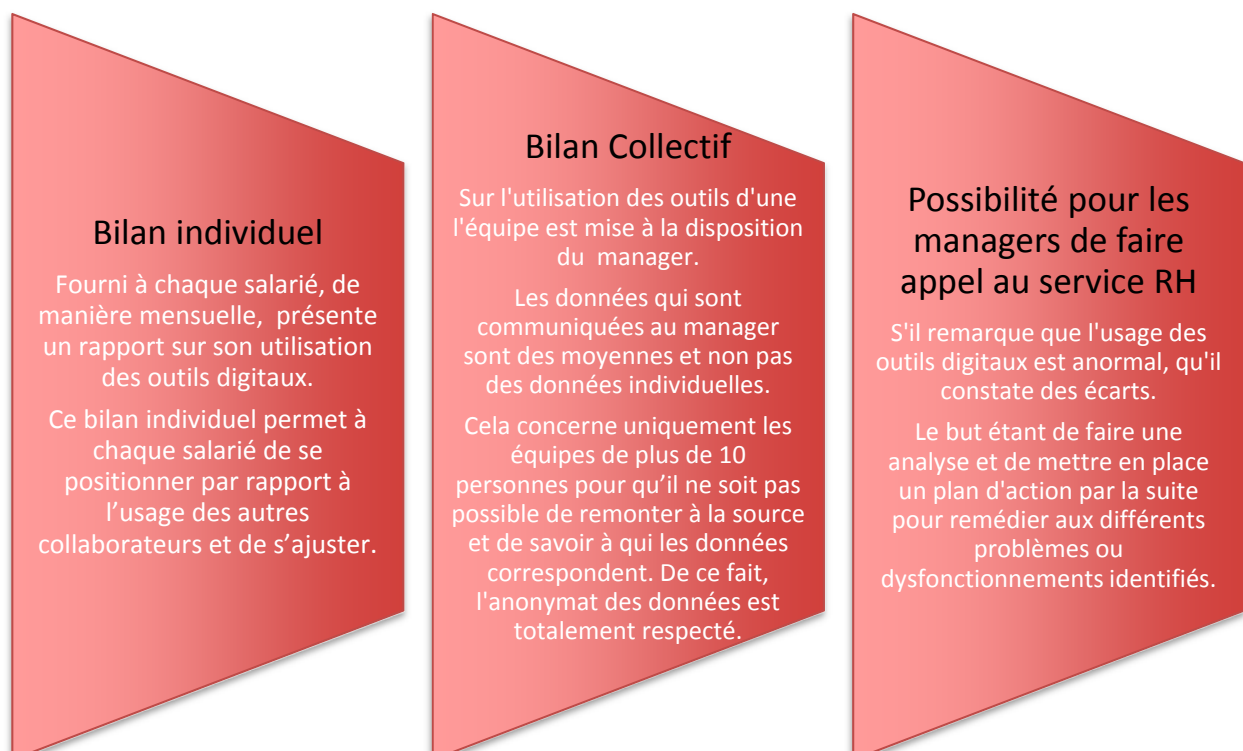 Bilan individuel
Fourni à chaque salarié, de
manière mensuelle,  présente
un rapport sur son utilisation
des outils digitaux.
Ce bilan individuel permet à
chaque salarié de se
positionner par rapport à
l’usage des autres
collaborateurs et de s’ajuster.
Bilan Collectif
Sur l'utilisation des outils d'une
l'équipe est mise à la disposition
du  manager.
Les données qui sont
communiquées au manager
sont des moyennes et non pas
des données individuelles.
Cela concerne uniquement les
équipes de plus de 10
personnes pour qu’il ne soit pas
possible de remonter à la source
et de savoir à qui les données
correspondent. De ce fait,
l'anonymat des données est
totalement respecté.
Possibilité pour les
managers de faire
appel au service RH
S'il remarque que l'usage des
outils digitaux est anormal, qu'il
constate des écarts.
Le but étant de faire une
analyse et de mettre en place
un plan d'action par la suite
pour remédier aux différents
problèmes ou
dysfonctionnements identifiés.